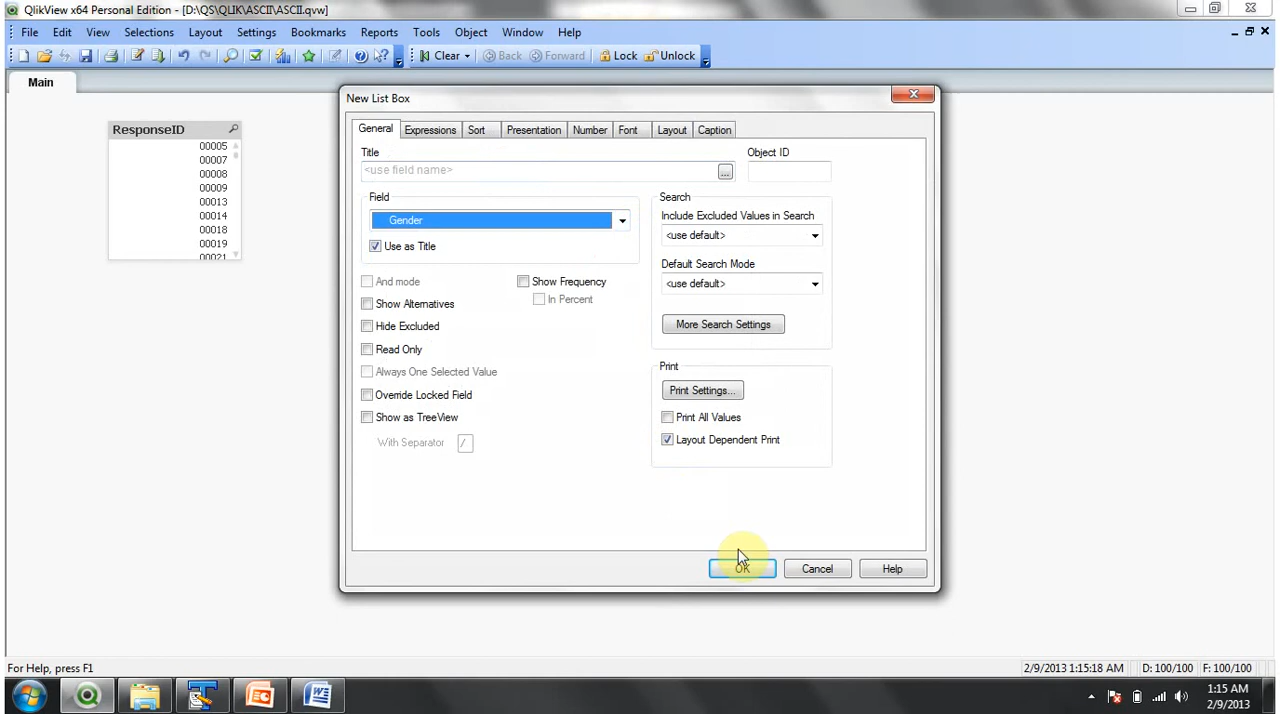 QlikView x64 Personal Edition - [D:\QS\QLIK\ASCII\ASCII.qvw]
File Edit View Selections Layout Settings Bookmarks Reports Tools Object Window Help
Clear Back Forward Lock Unlock
Main
New List Box
General Expressions Sort Presentation Number Font Layout Caption
Title
<use field name>
...
Object ID
Field
Gender
Use as Title
And mode
Show Alternatives
Hide Excluded
Read Only
Always One Selected Value
Override Locked Field
Show as TreeView
With Separator /
Show Frequency
In Percent
Search
Include Excluded Values in Search
<use default>
Default Search Mode
<use default>
More Search Settings
Print
Print Settings...
Print All Values
Layout Dependent Print
OK Cancel Help
ResponseID
00005
00007
00008
00009
00013
00014
00018
00019
00021
For Help, press F1
2/9/2013 1:15:18 AM D: 100/100 F: 100/100
1:15 AM
2/9/2013